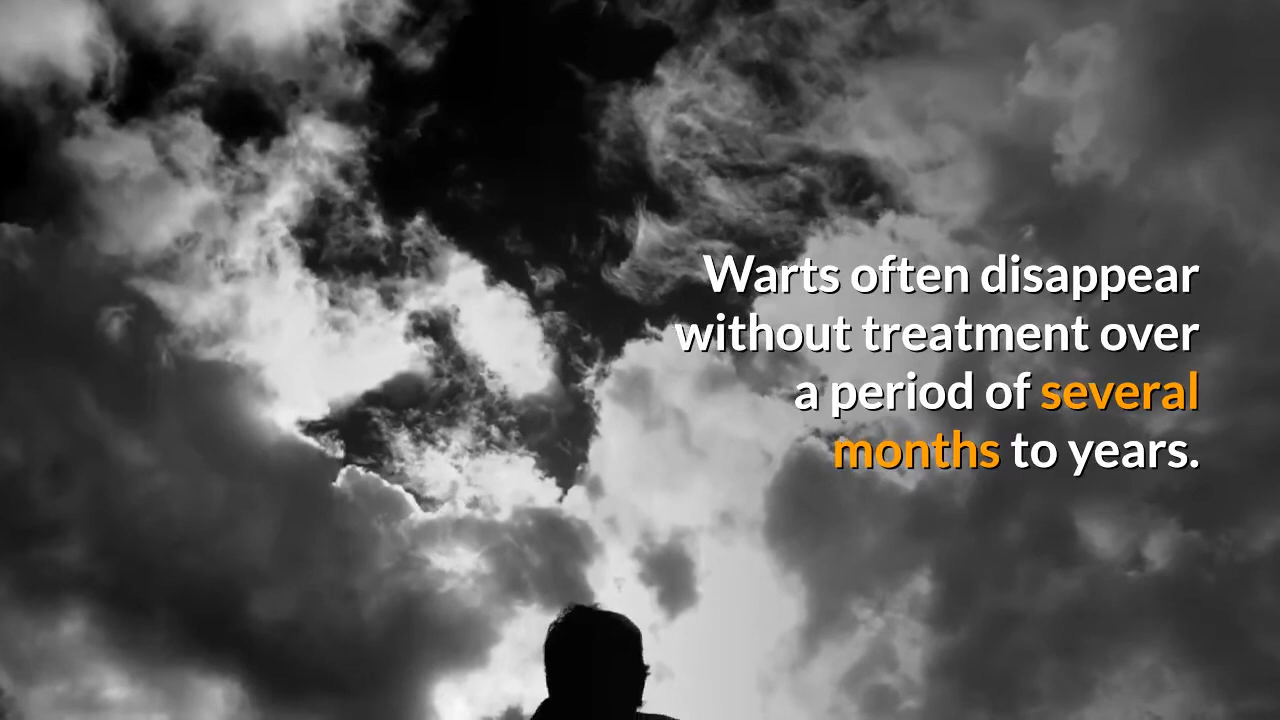 Warts often disappear
without treatment over
a period of several
months to years.